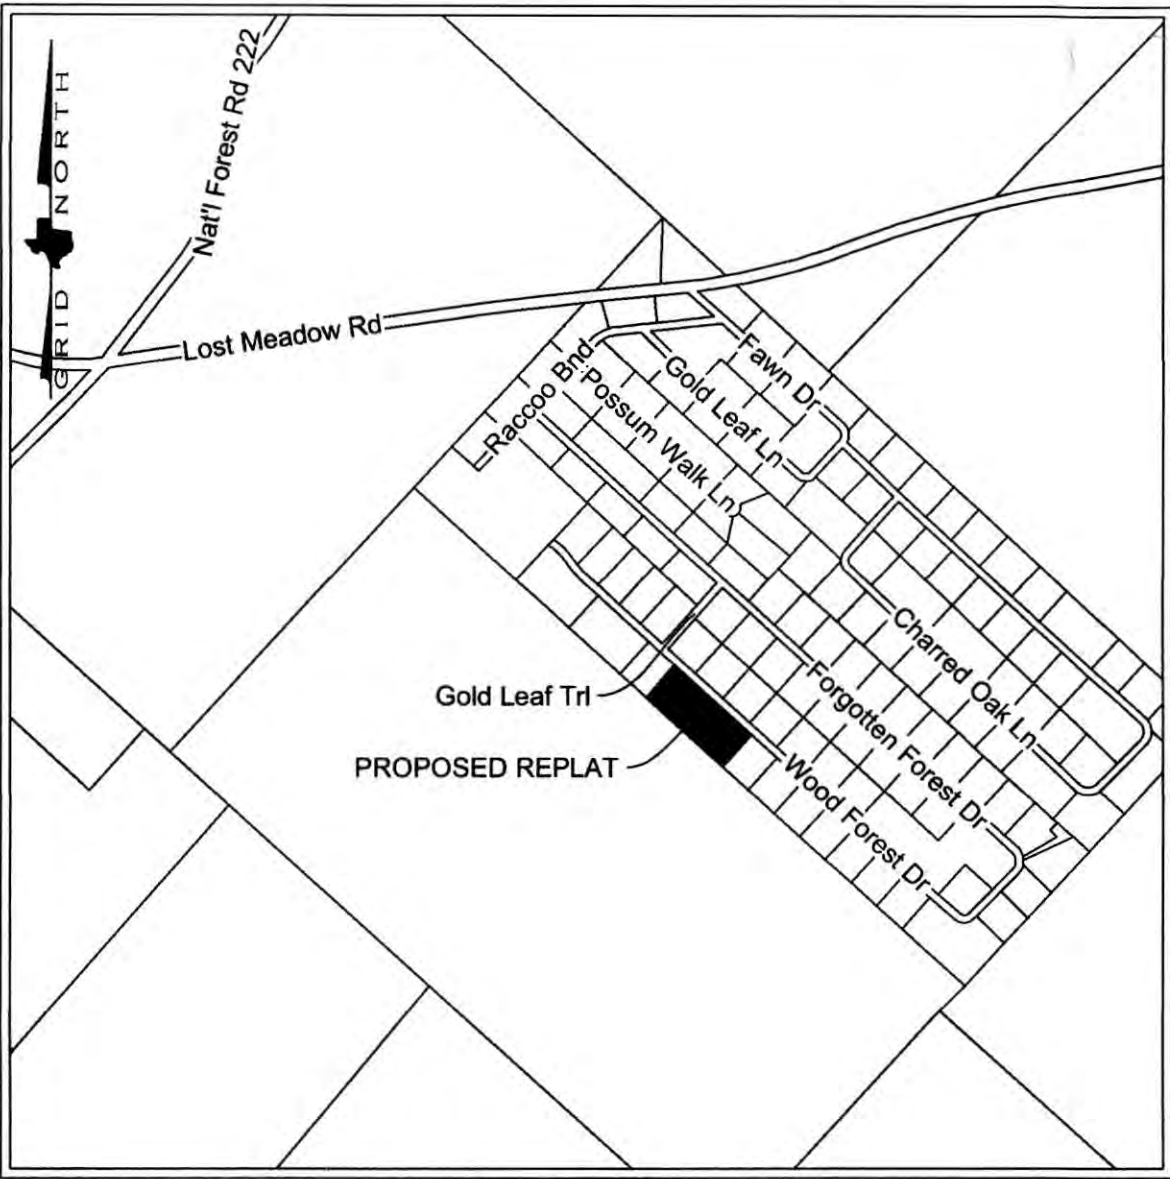 GRID NORTH
Nat'l Forest Rd 222
Lost Meadow Rd
Raccoo Bnd
Possum Walk Ln
Gold Leaf Ln
Fawn Dr
Charred Oak Ln
Forgotten Forest Dr
Wood Forest Dr
Gold Leaf Trl
PROPOSED REPLAT